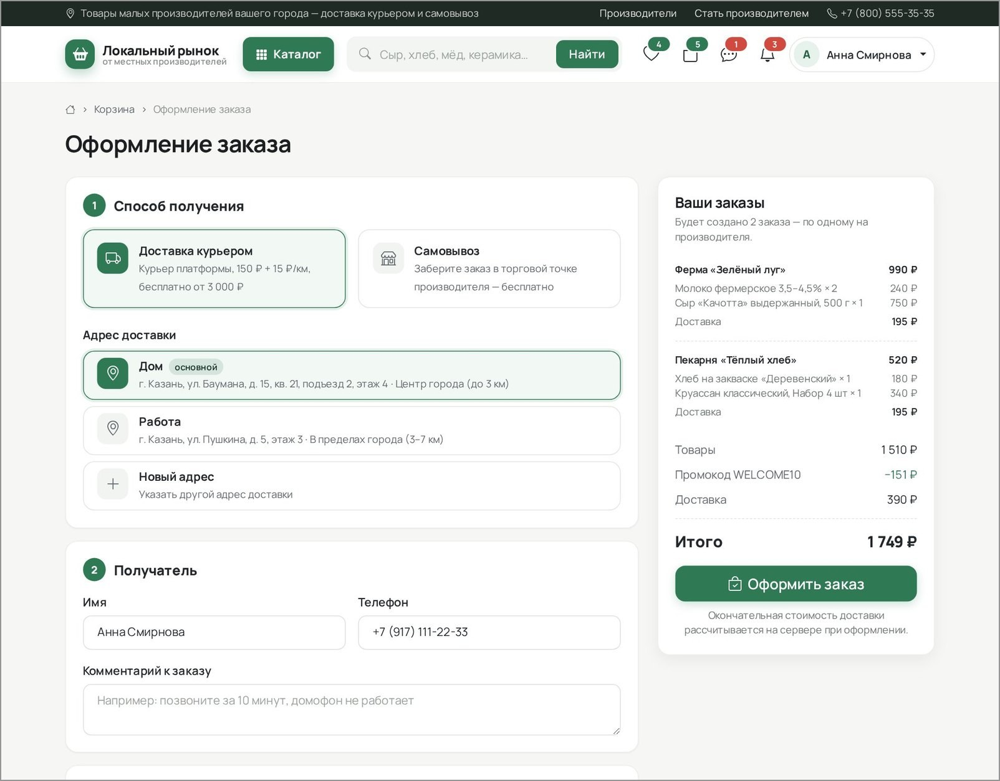 Товары малых производителей вашего города — доставка курьером и самовывоз
Производители
Стать производителем
+7 (800) 555-35-35
Локальный рынок
от местных производителей
Каталог
Сыр, хлеб, мёд, керамика...
Найти
4
5
1
3
А
Анна Смирнова
Корзина
Оформление заказа
Оформление заказа
1 Способ получения
Доставка курьером
Курьер платформы, 150 ₽ + 15 ₽/км,
бесплатно от 3 000 ₽
Самовывоз
Заберите заказ в торговой точке
производителя — бесплатно
Адрес доставки
Дом основной
г. Казань, ул. Баумана, д. 15, кв. 21, подъезд 2, этаж 4 · Центр города (до 3 км)
Работа
г. Казань, ул. Пушкина, д. 5, этаж 3 · В пределах города (3–7 км)
Новый адрес
Указать другой адрес доставки
2 Получатель
Имя
Анна Смирнова
Телефон
+7 (917) 111-22-33
Комментарий к заказу
Например: позвоните за 10 минут, домофон не работает
Ваши заказы
Будет создано 2 заказа — по одному на
производителя.
Ферма «Зелёный луг» 990 ₽
Молоко фермерское 3,5–4,5% × 2 240 ₽
Сыр «Качотта» выдержанный, 500 г × 1 750 ₽
Доставка 195 ₽
Пекарня «Тёплый хлеб» 520 ₽
Хлеб на закваске «Деревенский» × 1 180 ₽
Круассан классический, Набор 4 шт × 1 340 ₽
Доставка 195 ₽
Товары 1 510 ₽
Промокод WELCOME10 −151 ₽
Доставка 390 ₽
Итого 1 749 ₽
Оформить заказ
Окончательная стоимость доставки
рассчитывается на сервере при оформлении.